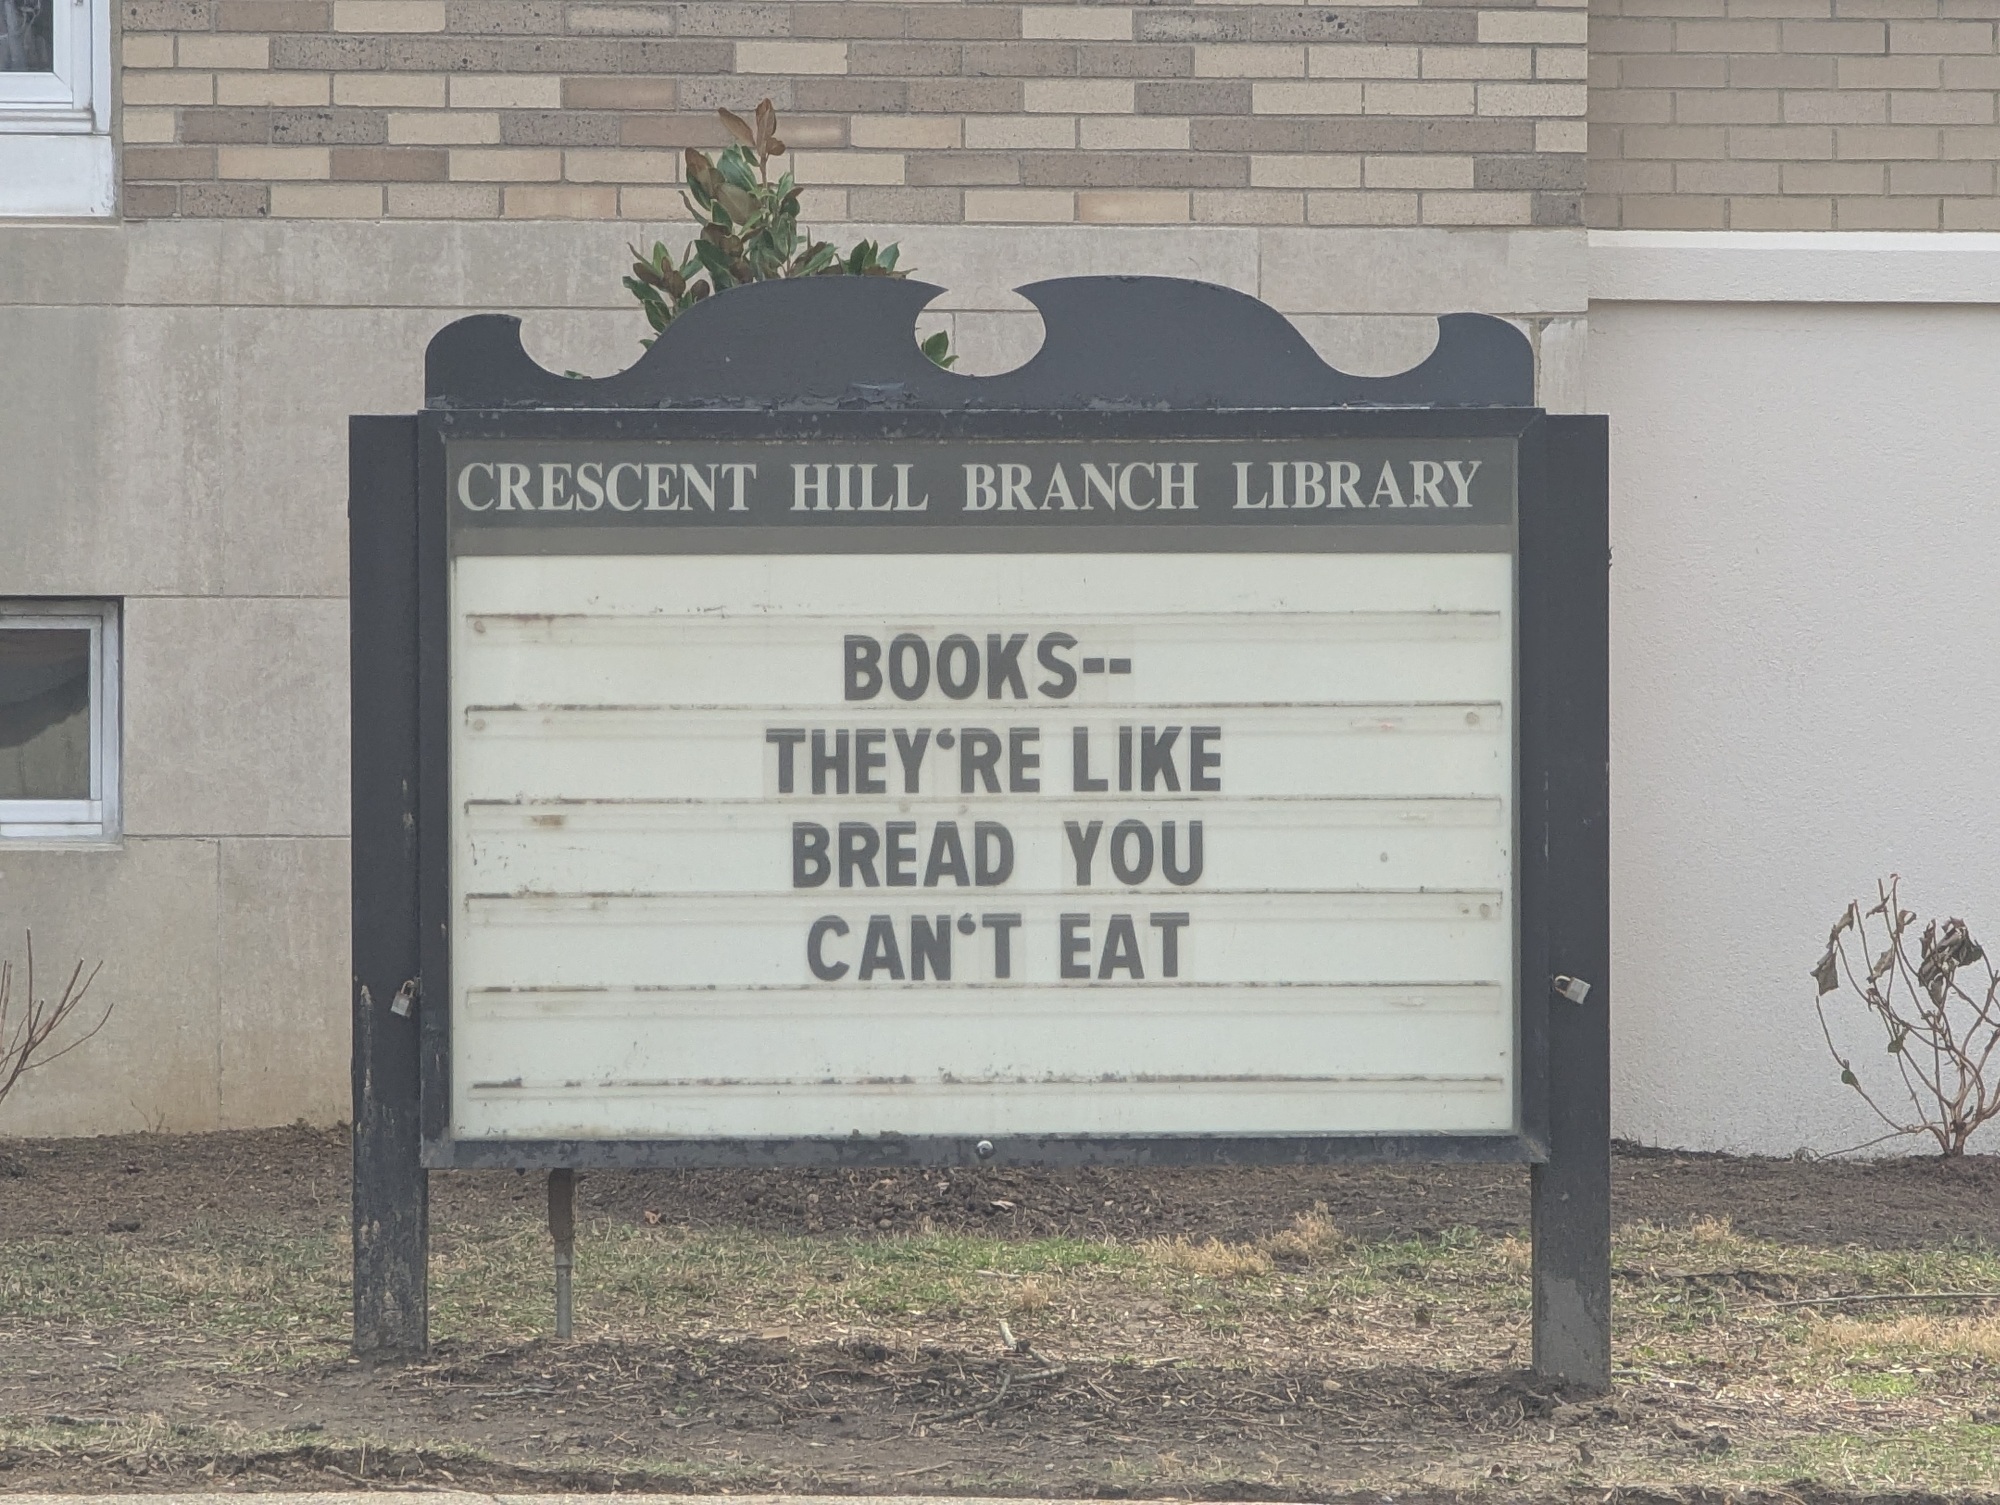 CRESCENT HILL BRANCH LIBRARY
BOOKS--
THEY‘RE LIKE
BREAD YOU
CAN‘T EAT